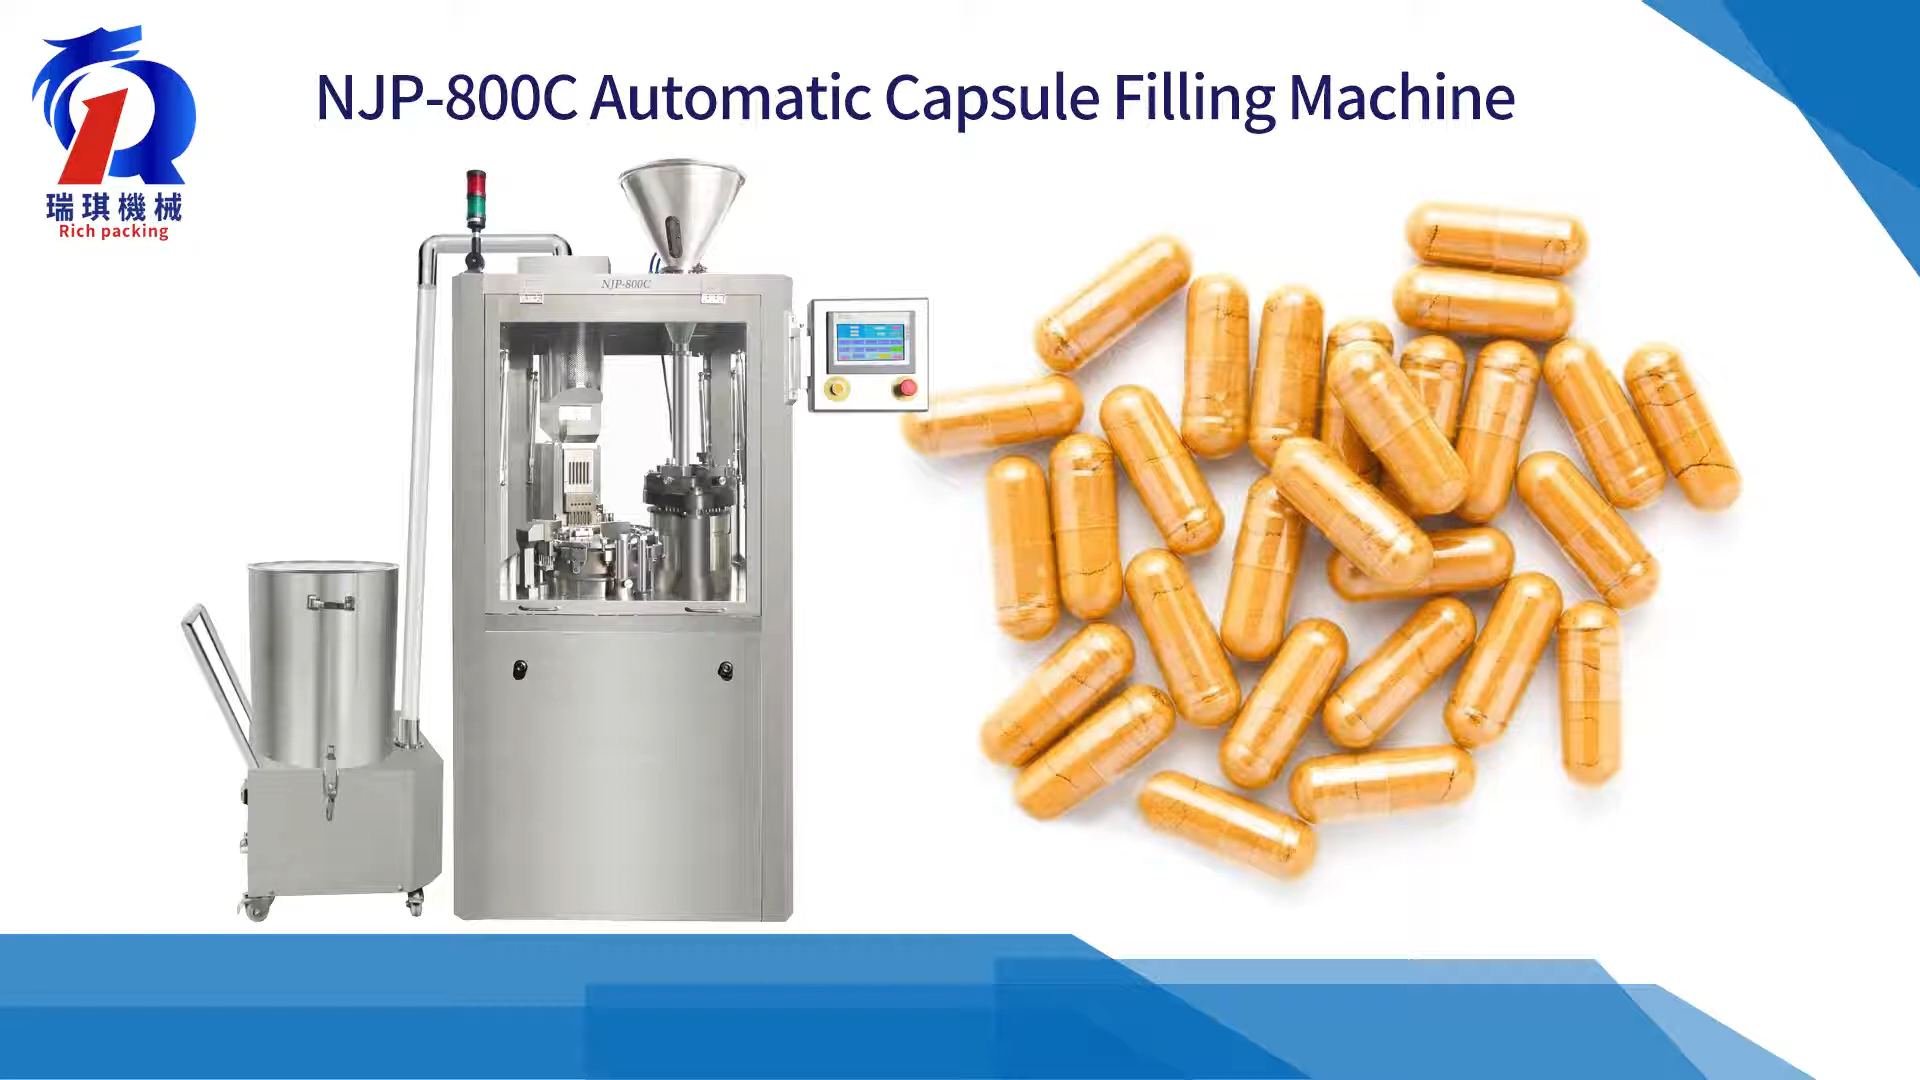 NJP-800C Automatic Capsule Filling Machine
瑞琪機械
Rich packing
NJP-800C